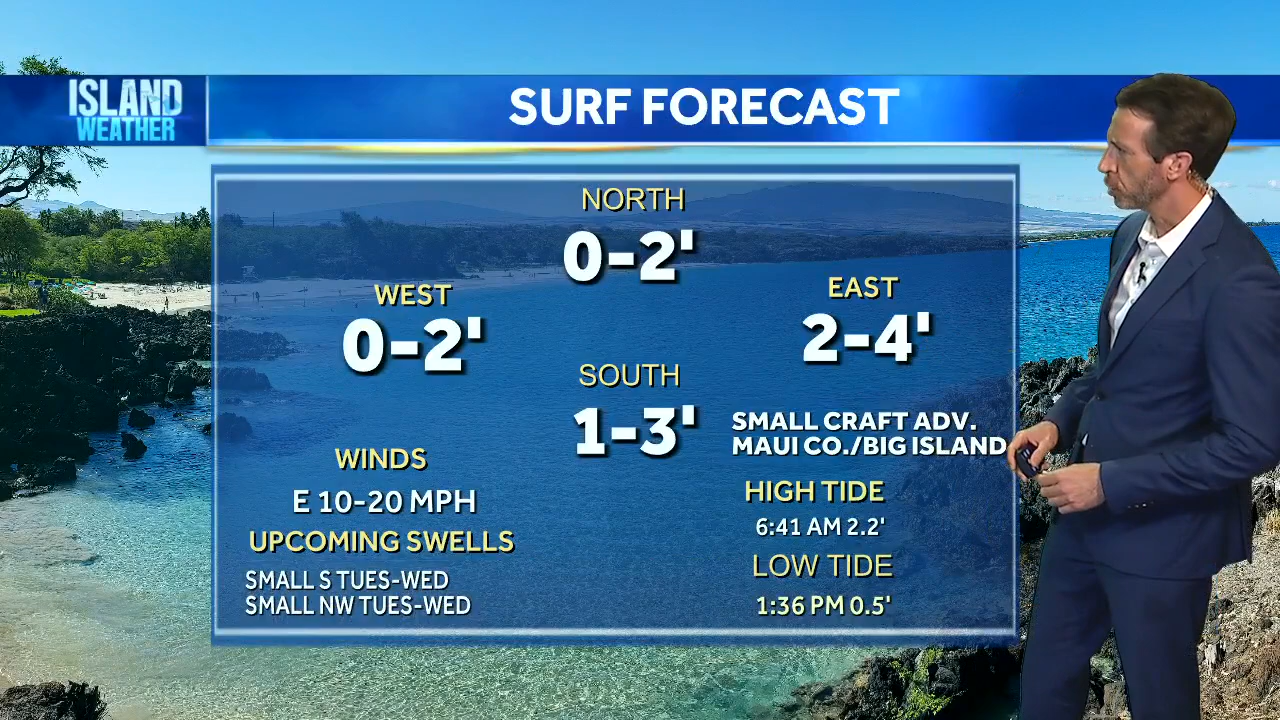 ISLAND
WEATHER
SURF FORECAST
NORTH
0-2'
WEST
0-2'
EAST
2-4'
SOUTH
1-3'
SMALL CRAFT ADV.
MAUI CO./BIG ISLAND
WINDS
E 10-20 MPH
UPCOMING SWELLS
SMALL S TUES-WED
SMALL NW TUES-WED
HIGH TIDE
6:41 AM 2.2'
LOW TIDE
1:36 PM 0.5'